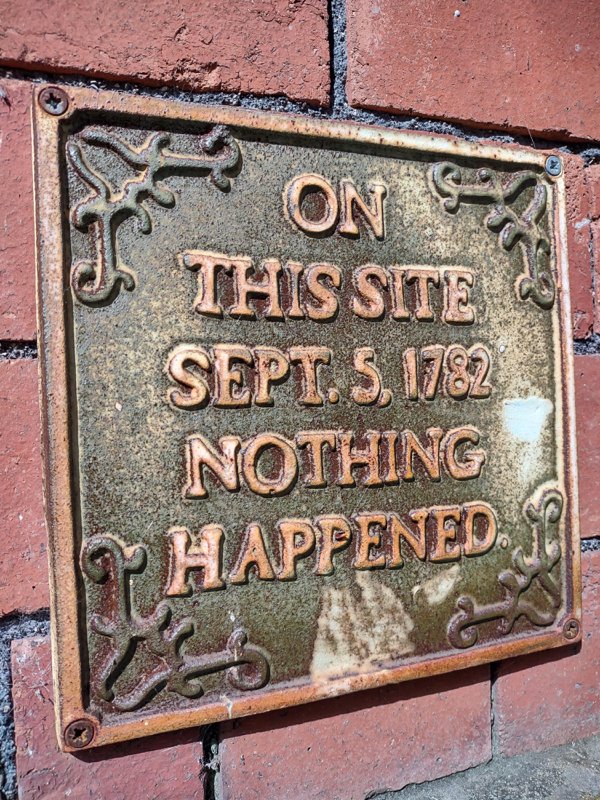 ON
THIS SITE
SEPT. 5, 1782
NOTHING
HAPPENED.